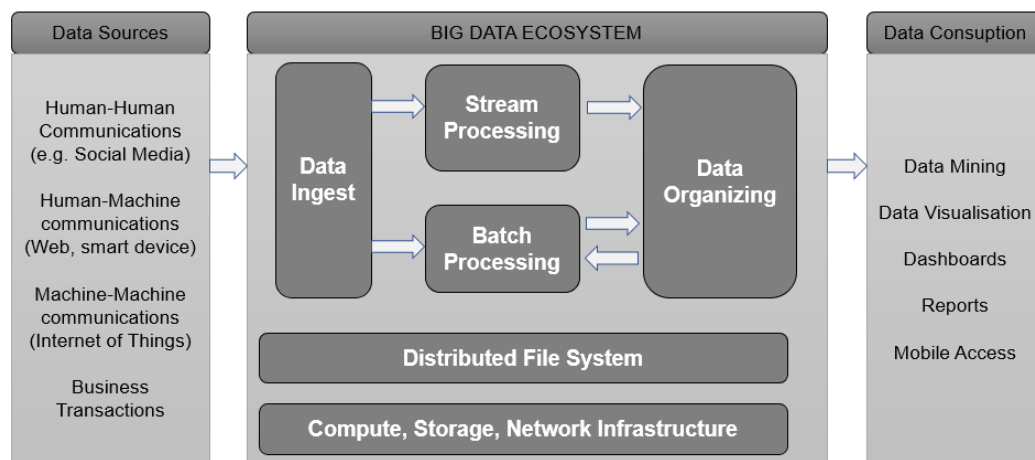 Data Sources
Human-Human
Communications
(e.g. Social Media)
Human-Machine
communications
(Web, smart device)
Machine-Machine
communications
(Internet of Things)
Business
Transactions
BIG DATA ECOSYSTEM
Data
Ingest
Stream
Processing
Batch
Processing
Data
Organizing
Distributed File System
Compute, Storage, Network Infrastructure
Data Consuption
Data Mining
Data Visualisation
Dashboards
Reports
Mobile Access